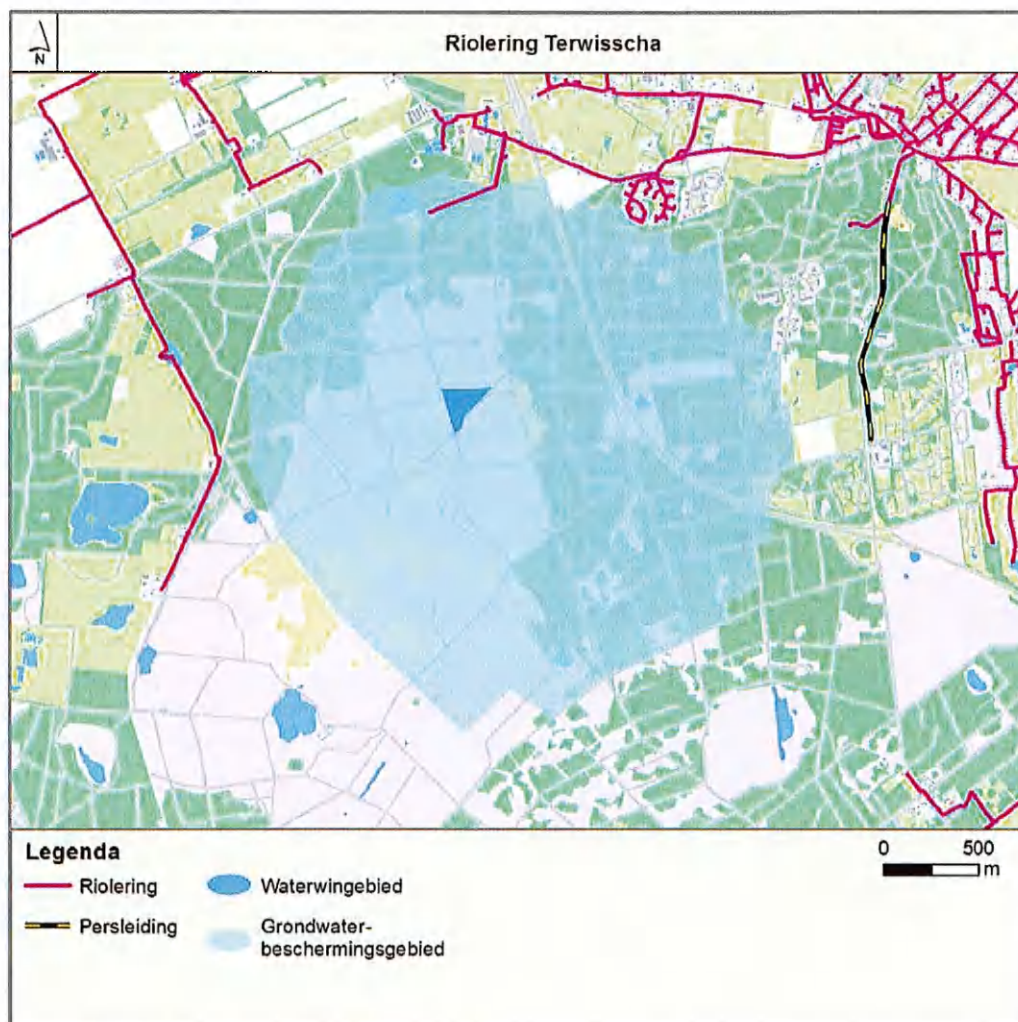 N
Riolering Terwisscha
Legenda
Riolering
Waterwingebied
Persleiding
Grondwater-
beschermingsgebied
0 500
m